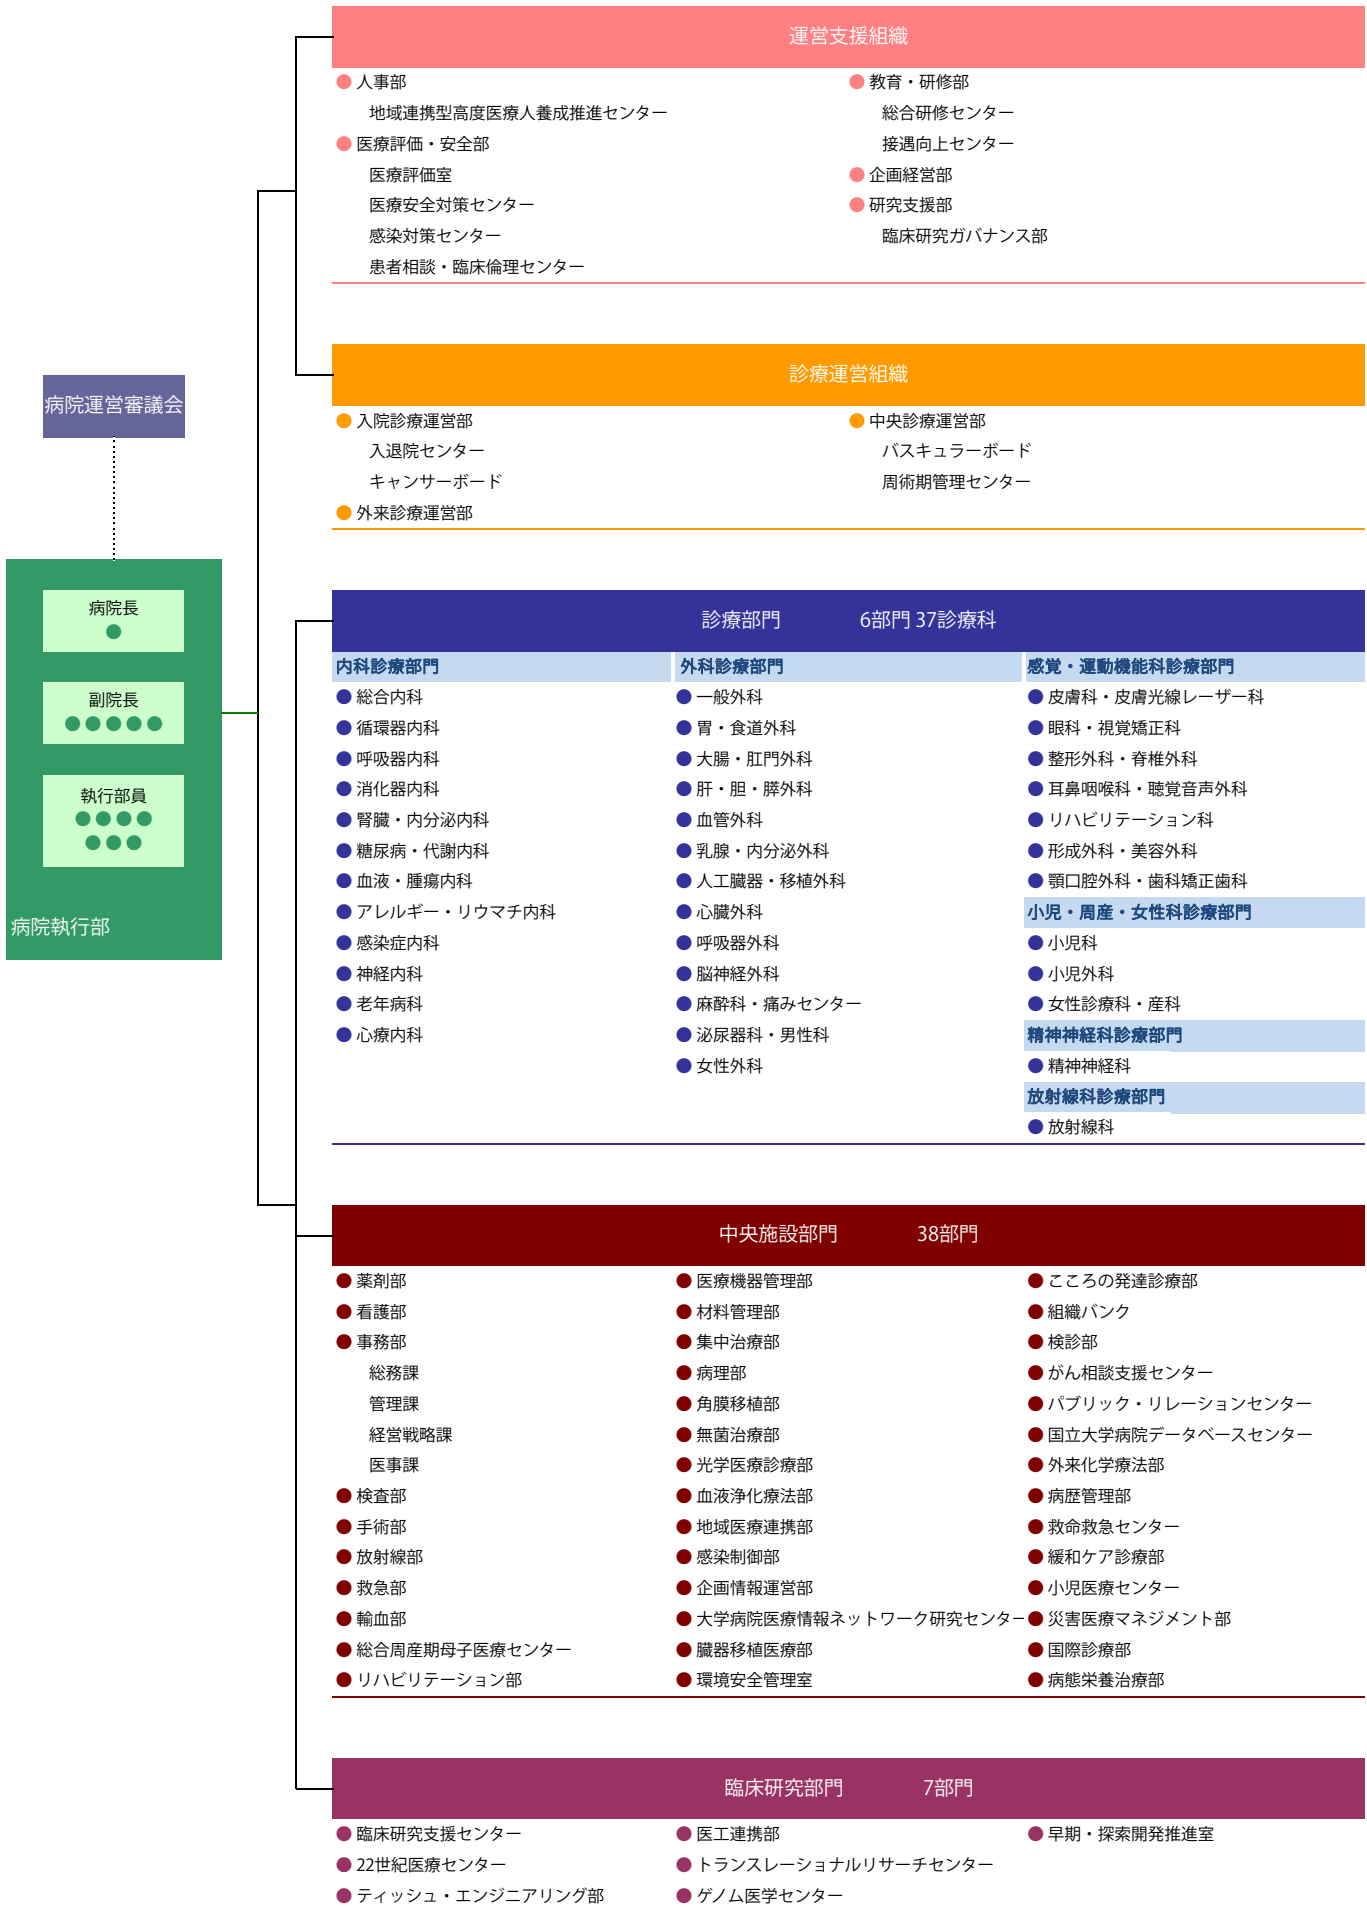 運営支援組織
人事部
地域連携型高度医療人養成推進センター
医療評価・安全部
医療評価室
医療安全対策センター
感染対策センター
患者相談・臨床倫理センター
教育・研修部
総合研修センター
接遇向上センター
企画経営部
研究支援部
臨床研究ガバナンス部
診療運営組織
入院診療運営部
入退院センター
キャンサーボード
外来診療運営部
中央診療運営部
バスキュラーボード
周術期管理センター
病院運営審議会
病院長
副院長
執行部員
病院執行部
診療部門 6部門 37診療科
内科診療部門
総合内科
循環器内科
呼吸器内科
消化器内科
腎臓・内分泌内科
糖尿病・代謝内科
血液・腫瘍内科
アレルギー・リウマチ内科
感染症内科
神経内科
老年病科
心療内科
外科診療部門
一般外科
胃・食道外科
大腸・肛門外科
肝・胆・膵外科
血管外科
乳腺・内分泌外科
人工臓器・移植外科
心臓外科
呼吸器外科
脳神経外科
麻酔科・痛みセンター
泌尿器科・男性科
女性外科
感覚・運動機能科診療部門
皮膚科・皮膚光線レーザー科
眼科・視覚矯正科
整形外科・脊椎外科
耳鼻咽喉科・聴覚音声外科
リハビリテーション科
形成外科・美容外科
顎口腔外科・歯科矯正歯科
小児・周産・女性科診療部門
小児科
小児外科
女性診療科・産科
精神神経科診療部門
精神神経科
放射線科診療部門
放射線科
中央施設部門 38部門
薬剤部
看護部
事務部
総務課
管理課
経営戦略課
医事課
検査部
手術部
放射線部
救急部
輸血部
総合周産期母子医療センター
リハビリテーション部
医療機器管理部
材料管理部
集中治療部
病理部
角膜移植部
無菌治療部
光学医療診療部
血液浄化療法部
地域医療連携部
感染制御部
企画情報運営部
大学病院医療情報ネットワーク研究センター
臓器移植医療部
環境安全管理室
こころの発達診療部
組織バンク
検診部
がん相談支援センター
パブリック・リレーションセンター
国立大学病院データベースセンター
外来化学療法部
病歴管理部
救命救急センター
緩和ケア診療部
小児医療センター
災害医療マネジメント部
国際診療部
病態栄養治療部
臨床研究部門 7部門
臨床研究支援センター
22世紀医療センター
ティッシュ・エンジニアリング部
医工連携部
トランスレーショナルリサーチセンター
ゲノム医学センター
早期・探索開発推進室